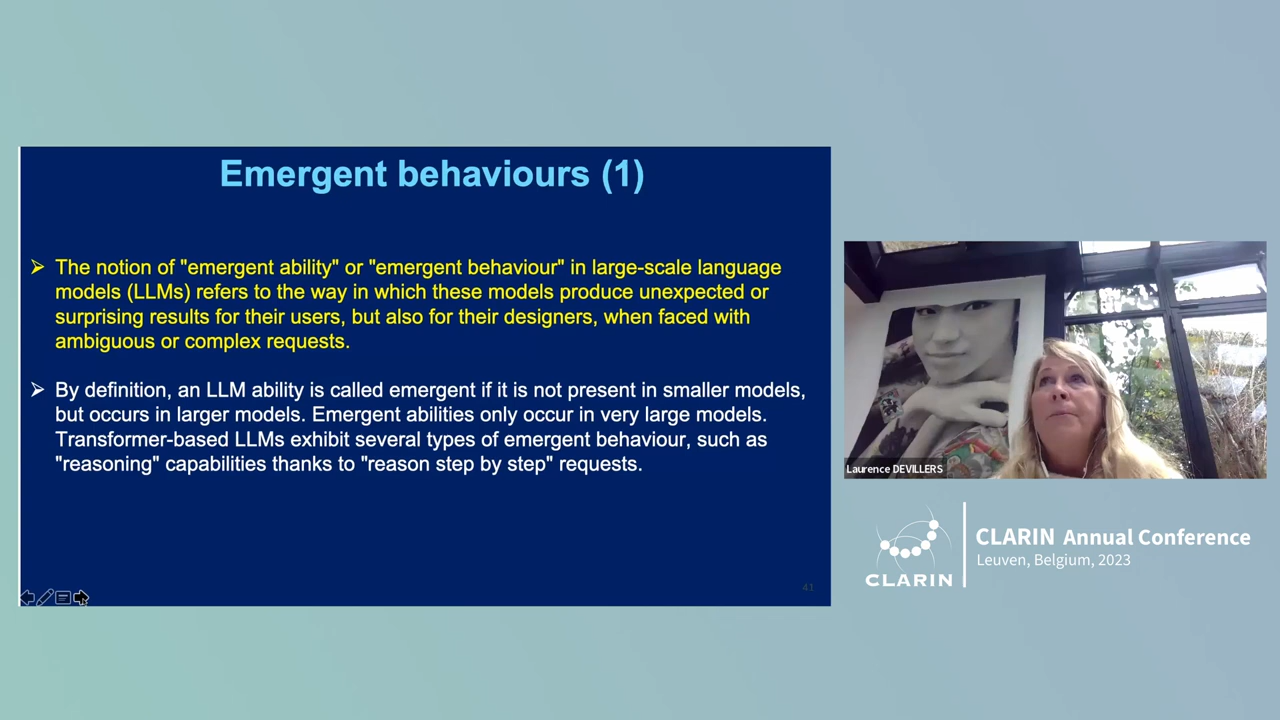 Emergent behaviours (1)
➢ The notion of "emergent ability" or "emergent behaviour" in large-scale language
models (LLMs) refers to the way in which these models produce unexpected or
surprising results for their users, but also for their designers, when faced with
ambiguous or complex requests.
➢ By definition, an LLM ability is called emergent if it is not present in smaller models,
but occurs in larger models. Emergent abilities only occur in very large models.
Transformer-based LLMs exhibit several types of emergent behaviour, such as
"reasoning" capabilities thanks to "reason step by step" requests.
41
Laurence DEVILLERS
CLARIN
CLARIN Annual Conference
Leuven, Belgium, 2023